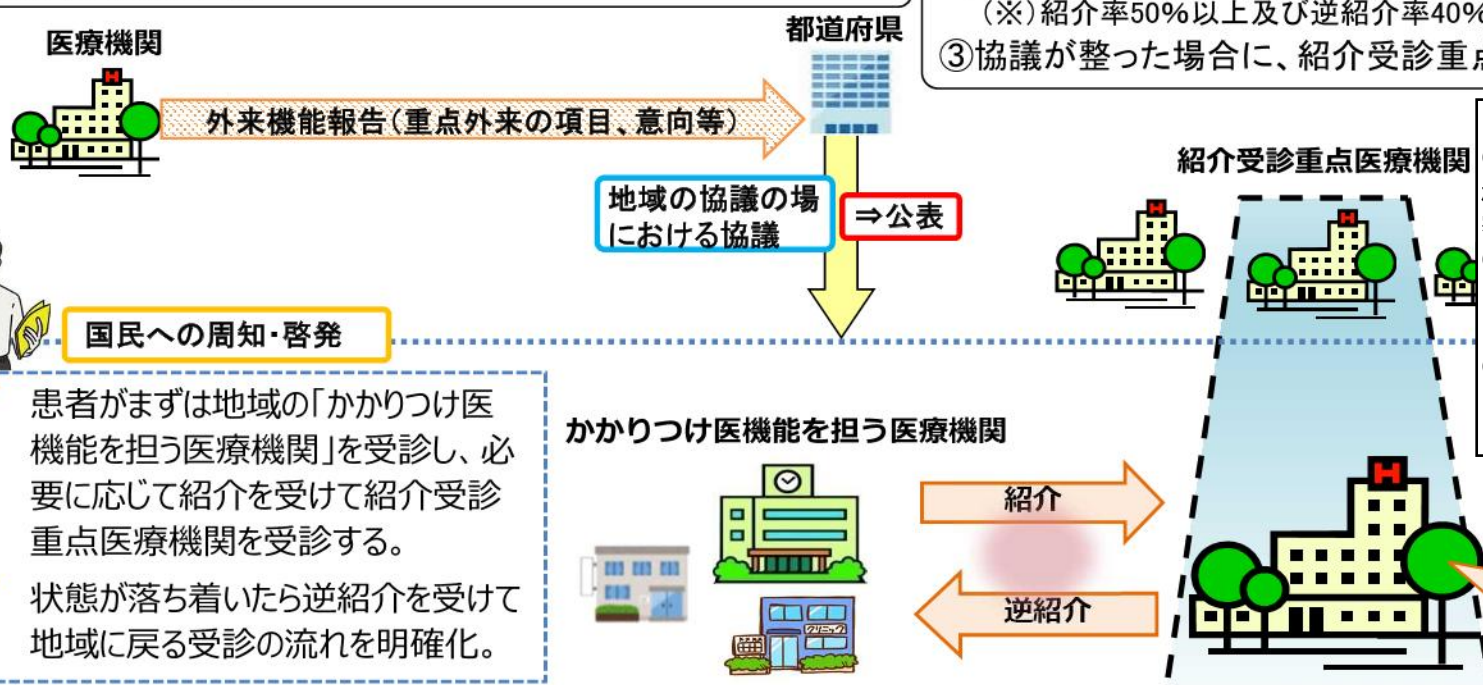 (※)紹介率50%以上及び逆紹介率40%
③協議が整った場合に、紹介受診重点
医療機関
都道府県
外来機能報告(重点外来の項目、意向等)
地域の協議の場
における協議
⇒公表
紹介受診重点医療機関
国民への周知・啓発
患者がまずは地域の「かかりつけ医
機能を担う医療機関」を受診し、必
要に応じて紹介を受けて紹介受診
重点医療機関を受診する。
状態が落ち着いたら逆紹介を受けて
地域に戻る受診の流れを明確化。
かかりつけ医機能を担う医療機関
クリニック
紹介
逆紹介